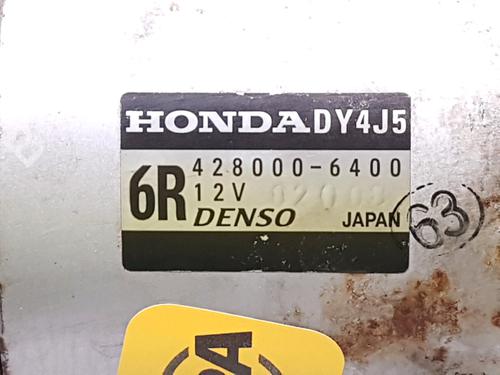 HONDA DY4J5
6R 428000-6400
12V
DENSO JAPAN
63